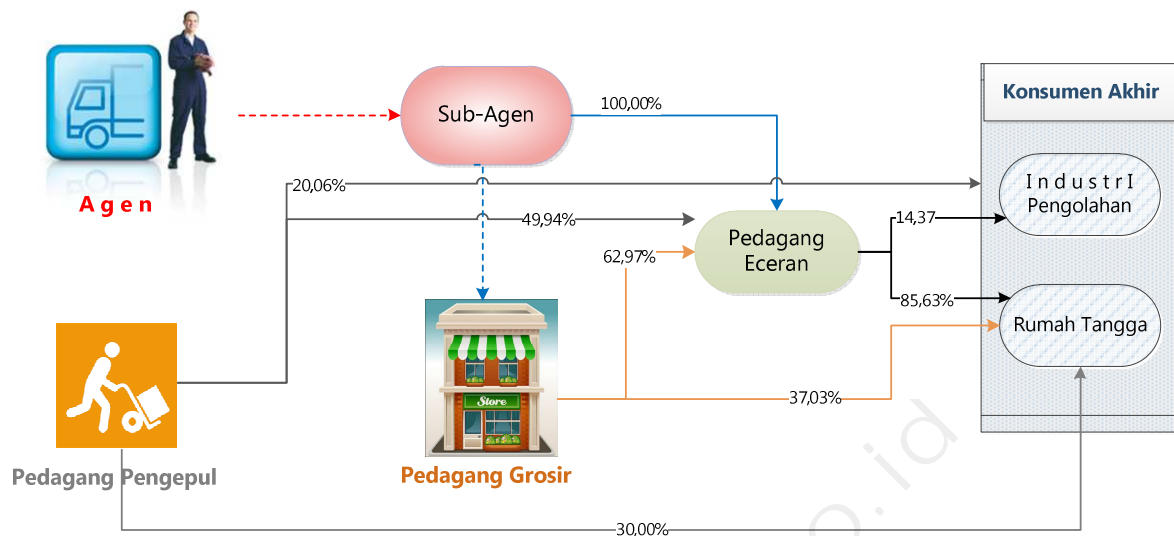 Konsumen Akhir
Sub-Agen
100,00%
A g e n
20,06%
I n d u s t r I
Pengolahan
49,94%
14,37
Pedagang
Eceran
62,97%
85,63%
Rumah Tangga
Store
37,03%
Pedagang Pengepul
Pedagang Grosir
30,00%
o.id